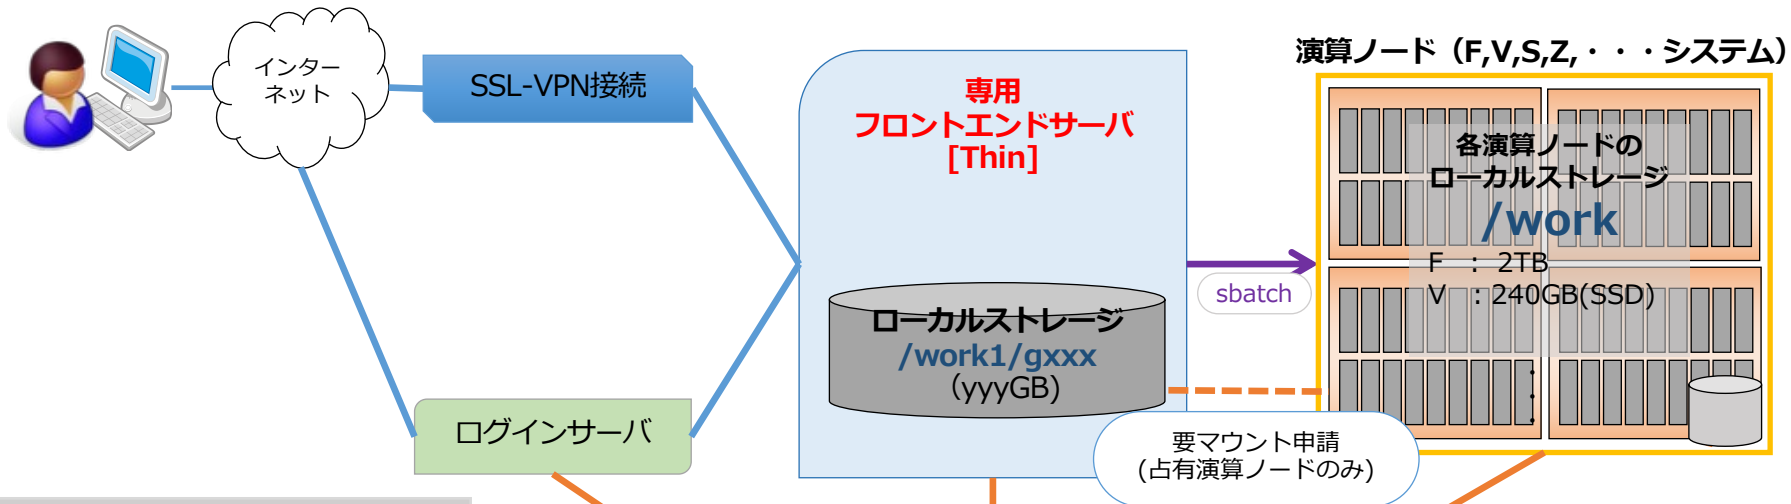 演算ノード（F,V,S,Z,・・・システム）
インター
ネット
SSL-VPN接続
専用
フロントエンドサーバ
[Thin]
各演算ノードの
ローカルストレージ
/work
F ： 2TB
V ：240GB(SSD)
sbatch
ローカルストレージ
/work1/gxxx
（yyyGB)
ログインサーバ
要マウント申請
(占有演算ノードのみ)